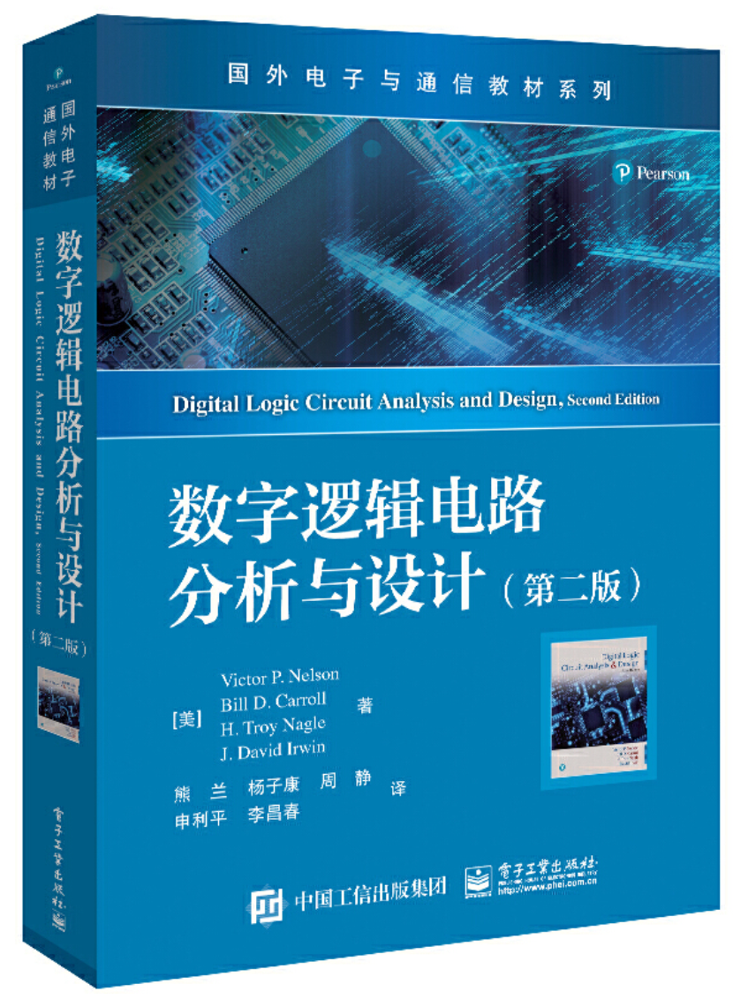 国外电子与通信教材系列
Pearson
Digital Logic Circuit Analysis and Design, Second Edition
数字逻辑电路
分析与设计（第二版）
[美]
Victor P. Nelson
Bill D. Carroll
H. Troy Nagle
J. David Irwin
著
熊 兰 杨子康 周 静
申利平 李昌春
译
中国工信出版集团
电子工业出版社·
PUBLISHING HOUSE OF ELECTRONICS INDUSTRY
http://www.phei.com.cn
Digital Logic
Circuit Analysis & Design
Pearson
国外电子
通信教材
数字逻辑电路分析与设计
（第二版）
Digital Logic Circuit Analysis and Design, Second Edition
电子工业出版社·